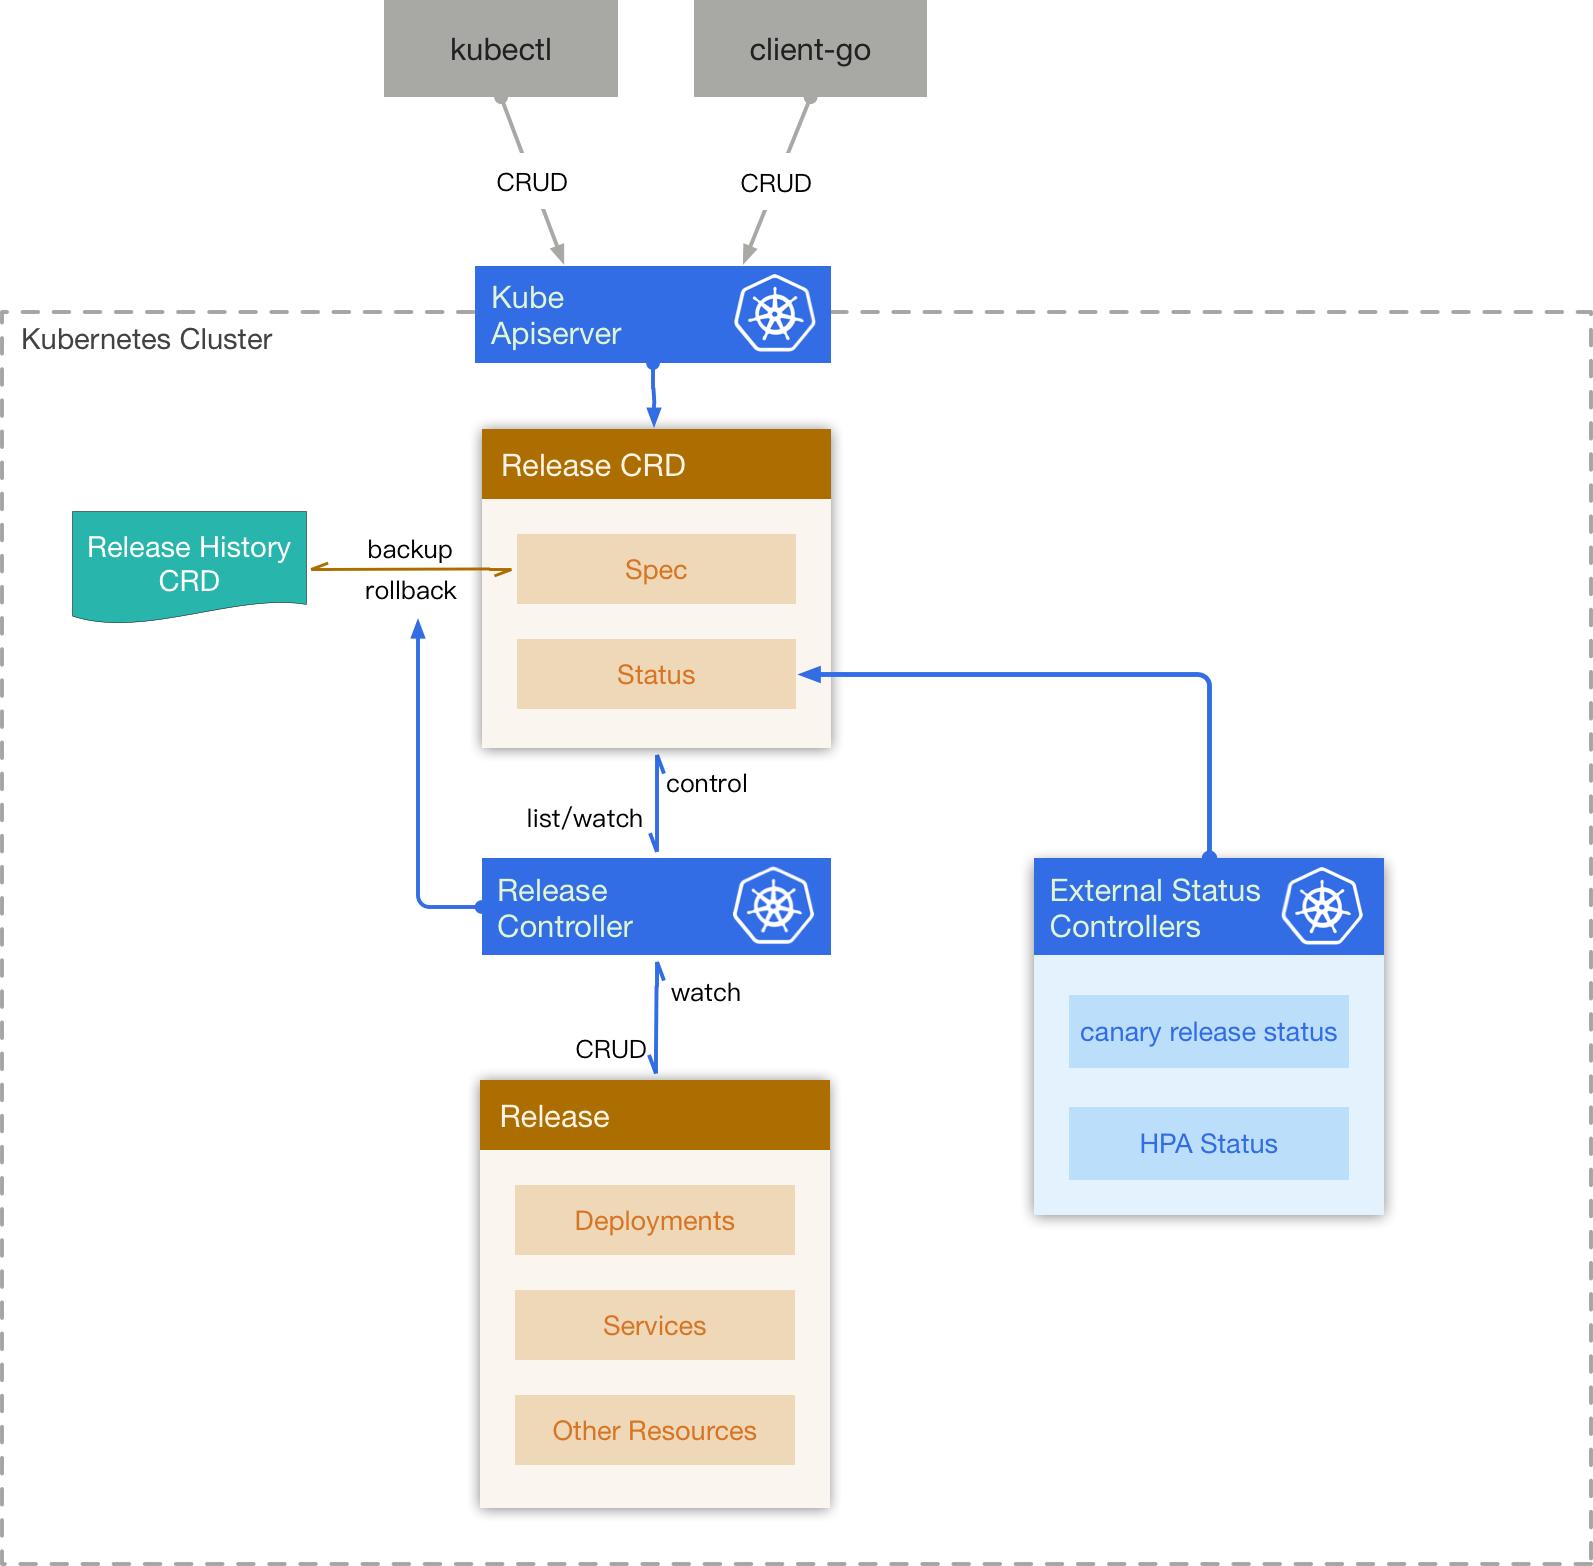 kubectl
client-go
CRUD
CRUD
Kube
Apiserver
Kubernetes Cluster
Release CRD
Release History
CRD
backup
rollback
Spec
Status
control
list/watch
Release
Controller
External Status
Controllers
watch
CRUD
canary release status
HPA Status
Release
Deployments
Services
Other Resources